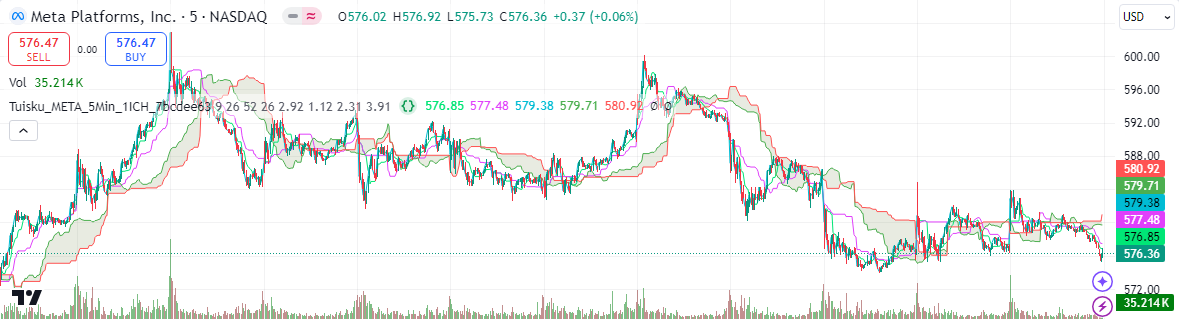 Meta Platforms, Inc. · 5 · NASDAQ O576.02 H576.92 L575.73 C576.36 +0.37 (+0.06%)
USD
576.47 SELL
0.00
576.47 BUY
Vol 35.214K
Tuisku_META_5Min_1ICH_7bcdee63 9 26 52 26 2.92 1.12 2.31 3.91 576.85 577.48 579.38 579.71 580.92 Ø Ø
600.00
596.00
592.00
588.00
580.92
579.71
579.38
577.48
576.85
576.36
572.00
35.214K